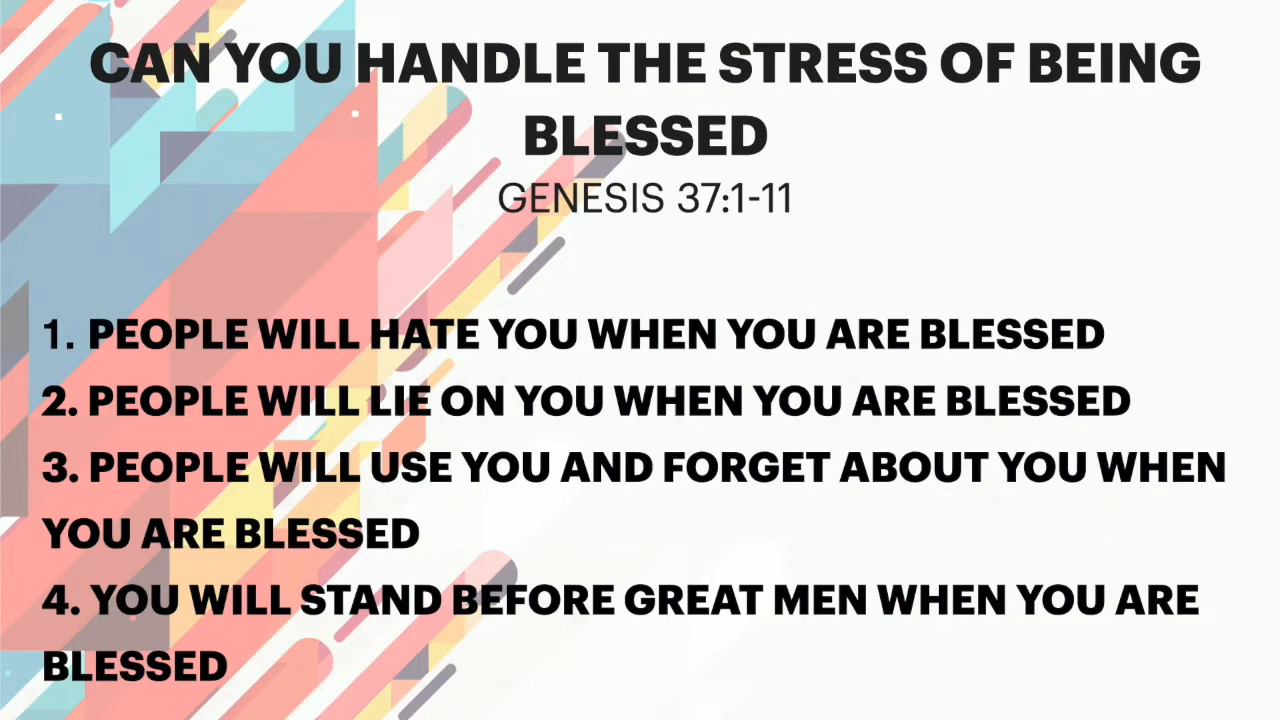 CAN YOU HANDLE THE STRESS OF BEING
BLESSED
GENESIS 37:1-11
1. PEOPLE WILL HATE YOU WHEN YOU ARE BLESSED
2. PEOPLE WILL LIE ON YOU WHEN YOU ARE BLESSED
3. PEOPLE WILL USE YOU AND FORGET ABOUT YOU WHEN
YOU ARE BLESSED
4. YOU WILL STAND BEFORE GREAT MEN WHEN YOU ARE
BLESSED